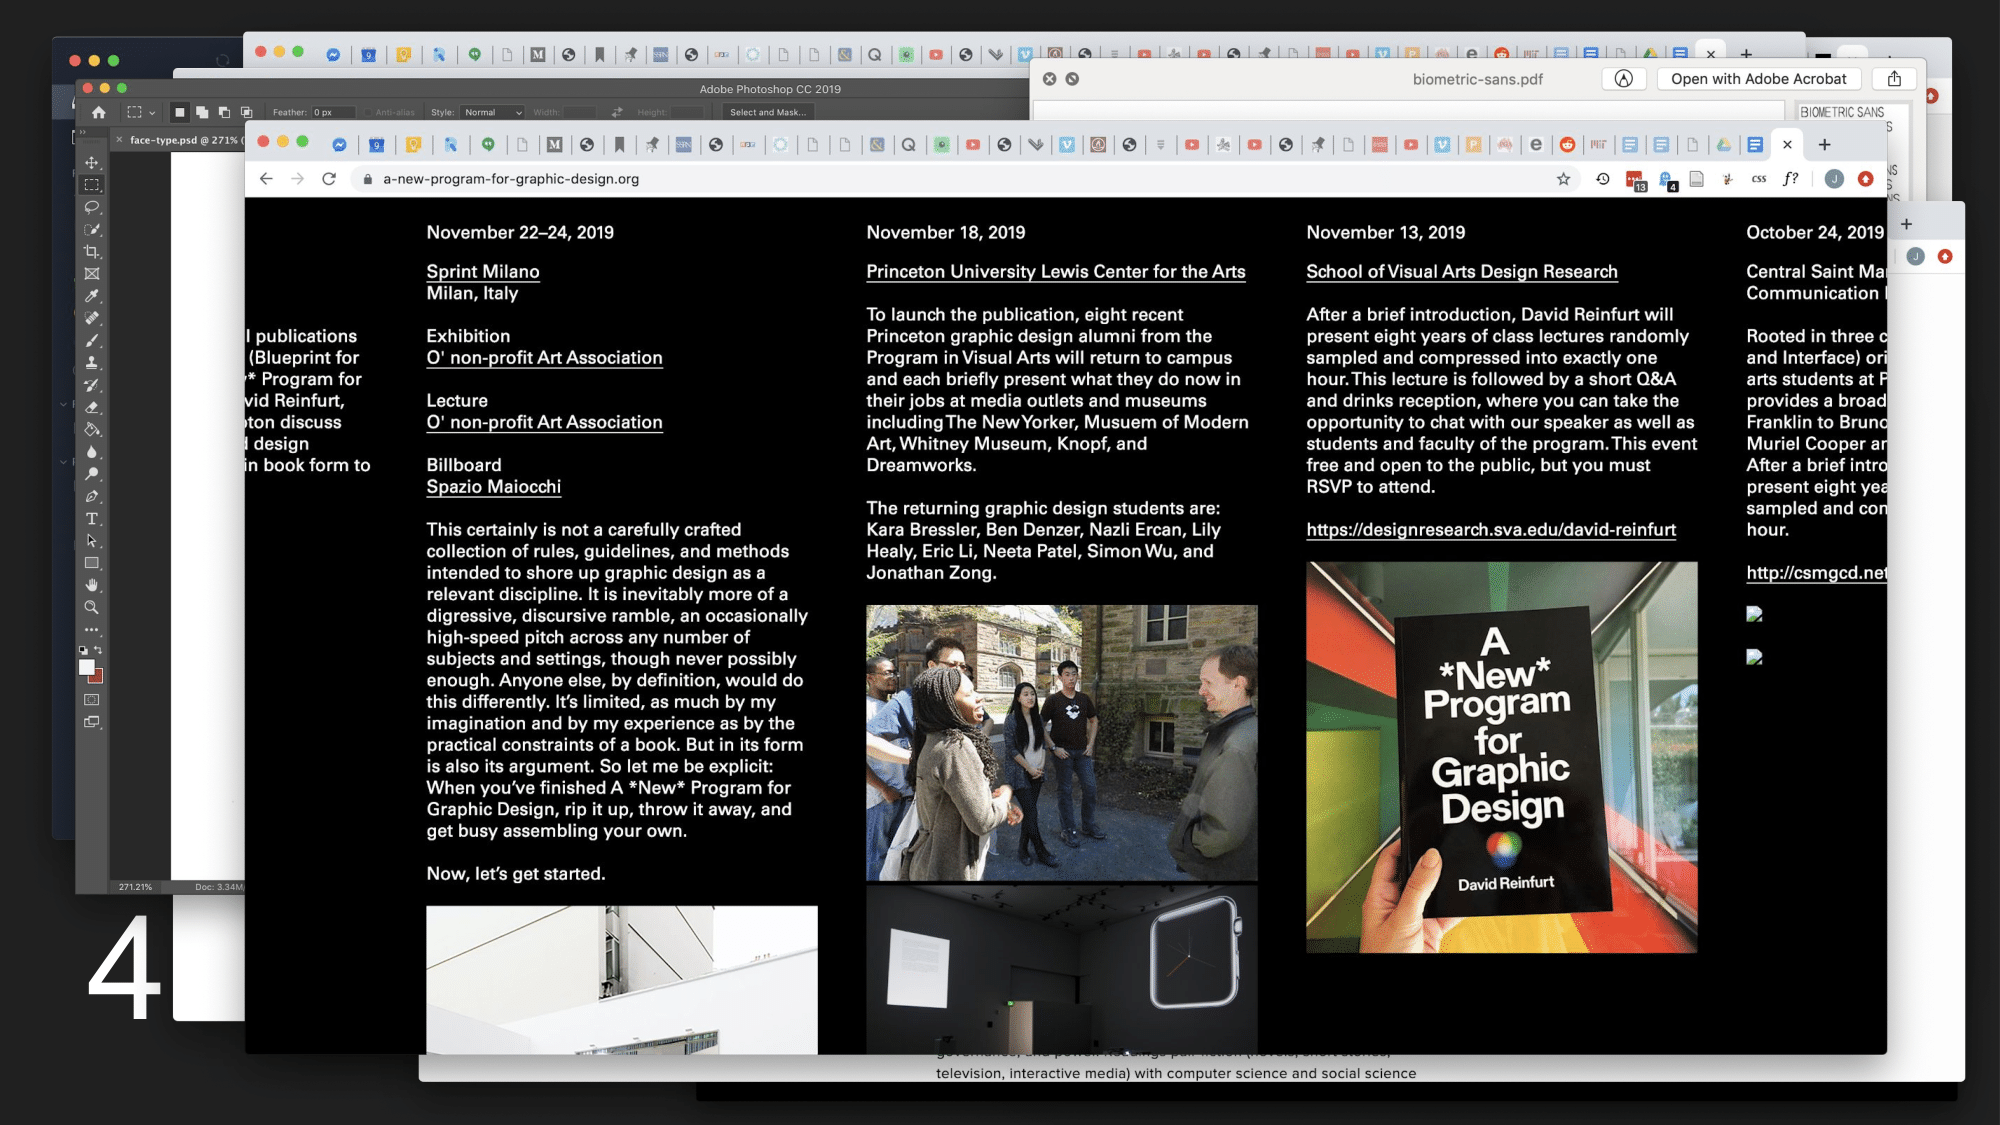 Adobe Photoshop CC 2019
biometric-sans.pdf
Open with Adobe Acrobat
Feather: 0 px
Anti-alias
Style: Normal
Width:
Height:
Select and Mask...
BIOMETRIC SANS
face-type.psd @ 271% (
a-new-program-for-graphic-design.org
13
4
css
f?
J
J
l publications
(Blueprint for
* Program for
vid Reinfurt,
ton discuss
design
in book form to
November 22–24, 2019
Sprint Milano
Milan, Italy
Exhibition
O' non-profit Art Association
Lecture
O' non-profit Art Association
Billboard
Spazio Maiocchi
This certainly is not a carefully crafted
collection of rules, guidelines, and methods
intended to shore up graphic design as a
relevant discipline. It is inevitably more of a
digressive, discursive ramble, an occasionally
high-speed pitch across any number of
subjects and settings, though never possibly
enough. Anyone else, by definition, would do
this differently. It’s limited, as much by my
imagination and by my experience as by the
practical constraints of a book. But in its form
is also its argument. So let me be explicit:
When you’ve finished A *New* Program for
Graphic Design, rip it up, throw it away, and
get busy assembling your own.
Now, let’s get started.
November 18, 2019
Princeton University Lewis Center for the Arts
To launch the publication, eight recent
Princeton graphic design alumni from the
Program in Visual Arts will return to campus
and each briefly present what they do now in
their jobs at media outlets and museums
including The New Yorker, Musuem of Modern
Art, Whitney Museum, Knopf, and
Dreamworks.
The returning graphic design students are:
Kara Bressler, Ben Denzer, Nazli Ercan, Lily
Healy, Eric Li, Neeta Patel, Simon Wu, and
Jonathan Zong.
November 13, 2019
School of Visual Arts Design Research
After a brief introduction, David Reinfurt will
present eight years of class lectures randomly
sampled and compressed into exactly one
hour. This lecture is followed by a short Q&A
and drinks reception, where you can take the
opportunity to chat with our speaker as well as
students and faculty of the program. This event
free and open to the public, but you must
RSVP to attend.
https://designresearch.sva.edu/david-reinfurt
A
*New*
Program
for
Graphic
Design
David Reinfurt
October 24, 2019
Central Saint Ma
Communication
Rooted in three c
and Interface) ori
arts students at P
provides a broad
Franklin to Bruno
Muriel Cooper an
After a brief intro
present eight yea
sampled and con
hour.
http://csmgcd.net
271.21%
Doc: 3.34M/
4
television, interactive media) with computer science and social science